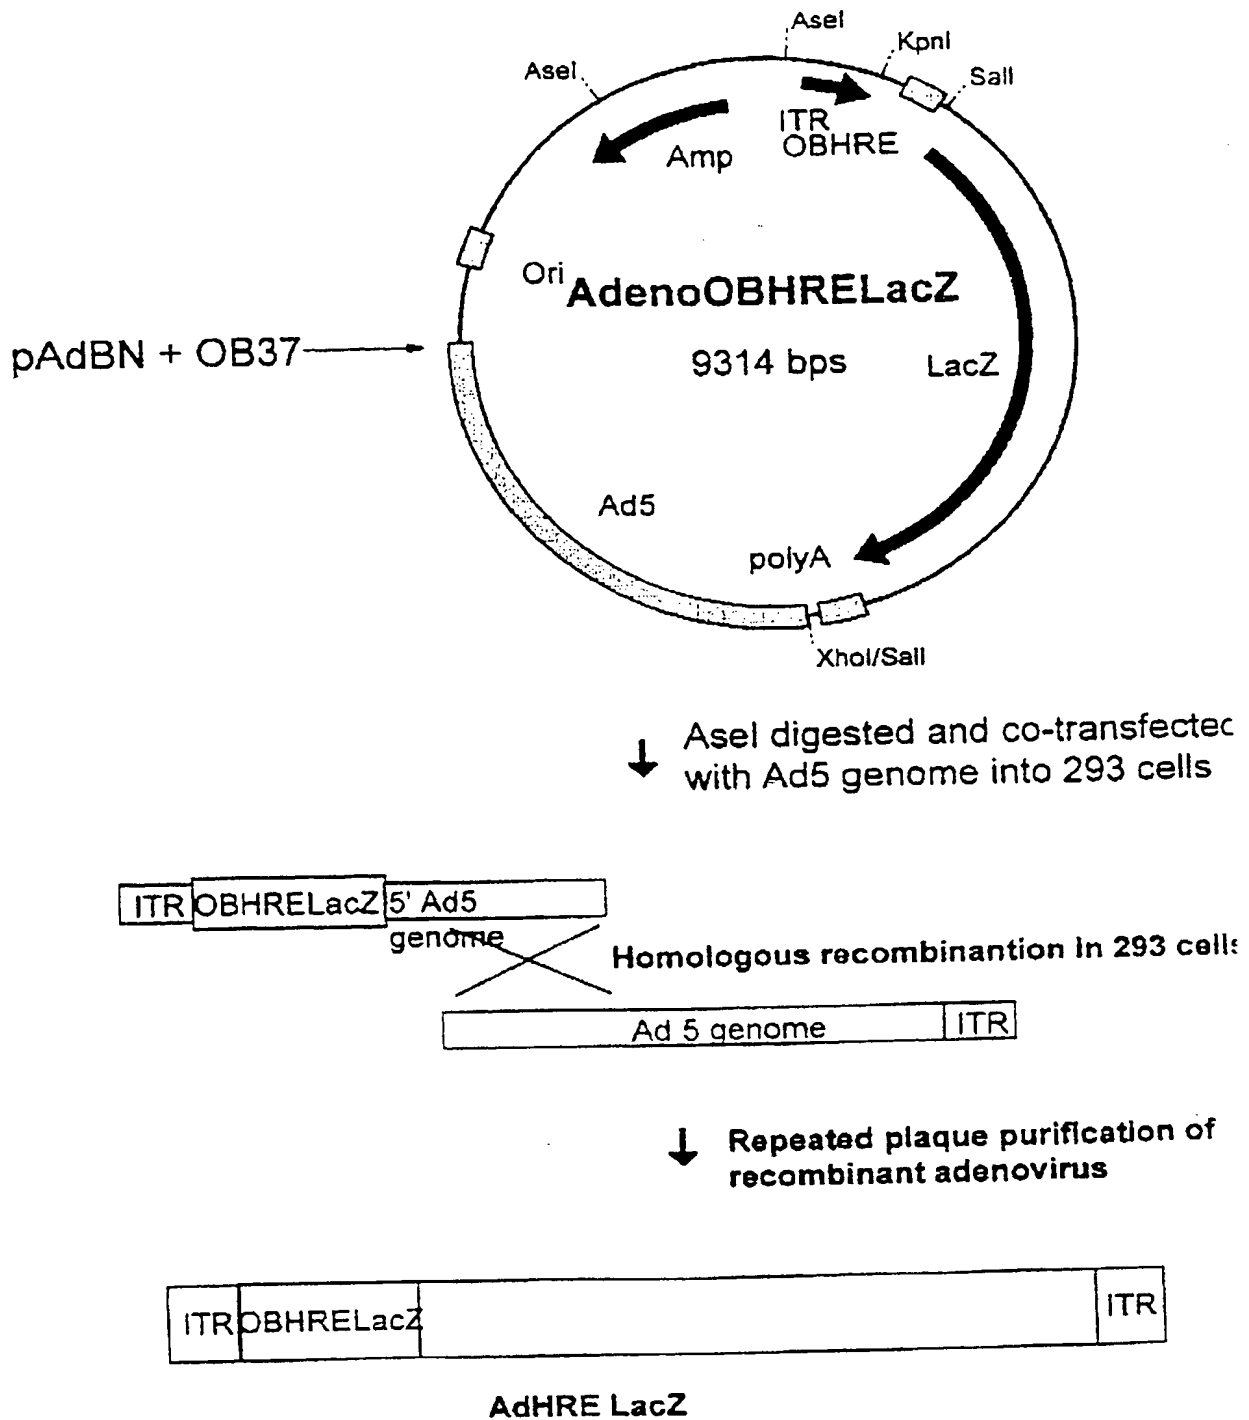 AseI
KpnI
SalI
AseI
ITR
OBHRE
Amp
Ori
AdenoOBHRELacZ
pAdBN + OB37
9314 bps
LacZ
Ad5
polyA
XhoI/SalI
AseI digested and co-transfected
with Ad5 genome into 293 cells
ITR OBHRELacZ 5' Ad5
genome
Homologous recombinantion in 293 cells
Ad 5 genome ITR
Repeated plaque purification of
recombinant adenovirus
ITR OBHRELacZ ITR
AdHRE LacZ